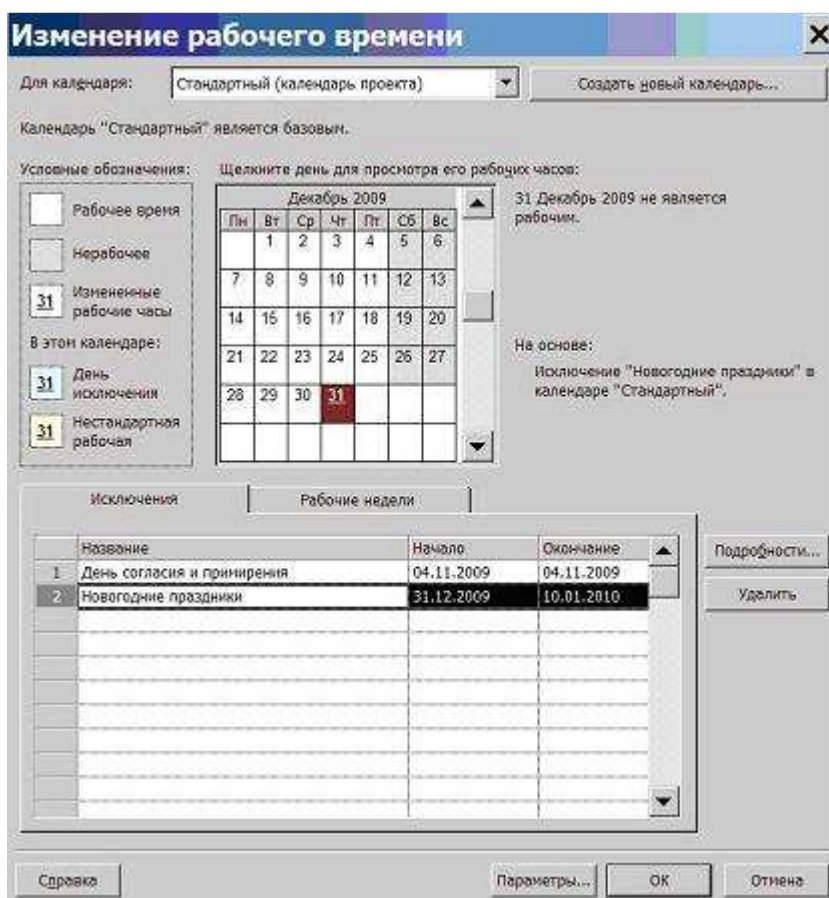 Изменение рабочего времени
Для календаря: Стандартный (календарь проекта) Создать новый календарь...
Календарь "Стандартный" является базовым.
Условные обозначения:
Рабочее время
Нерабочее
31 Измененные рабочие часы
В этом календаре:
31 День исключения
31 Нестандартная рабочая
Щелкните день для просмотра его рабочих часов:
Декабрь 2009
Пн Вт Ср Чт Пт Сб Вс
1 2 3 4 5 6
7 8 9 10 11 12 13
14 15 16 17 18 19 20
21 22 23 24 25 26 27
28 29 30 31
31 Декабрь 2009 не является
рабочим.
На основе:
Исключение "Новогодние праздники" в
календаре "Стандартный".
Исключения Рабочие недели
Название Начало Окончание
1 День согласия и примирения 04.11.2009 04.11.2009
2 Новогодние праздники 31.12.2009 10.01.2010
Подробности...
Удалить
Справка Параметры... ОК Отмена